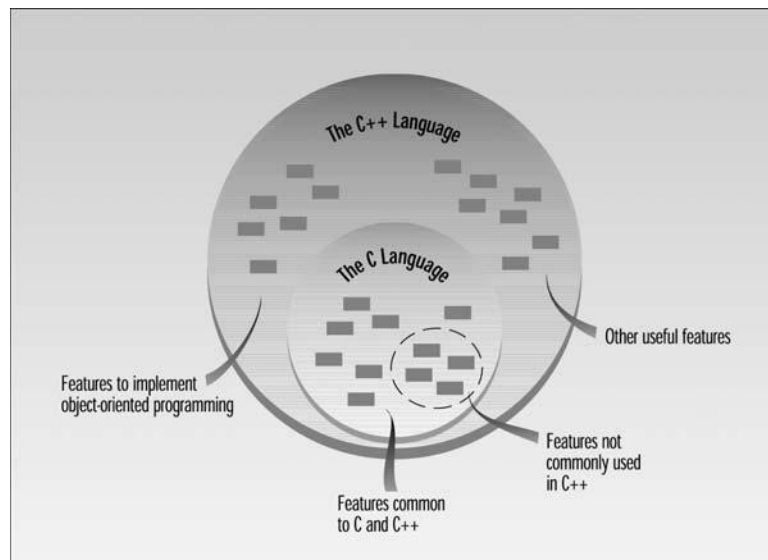 The C++ Language
The C Language
Other useful features
Features to implement
object-oriented programming
Features not
commonly used
in C++
Features common
to C and C++